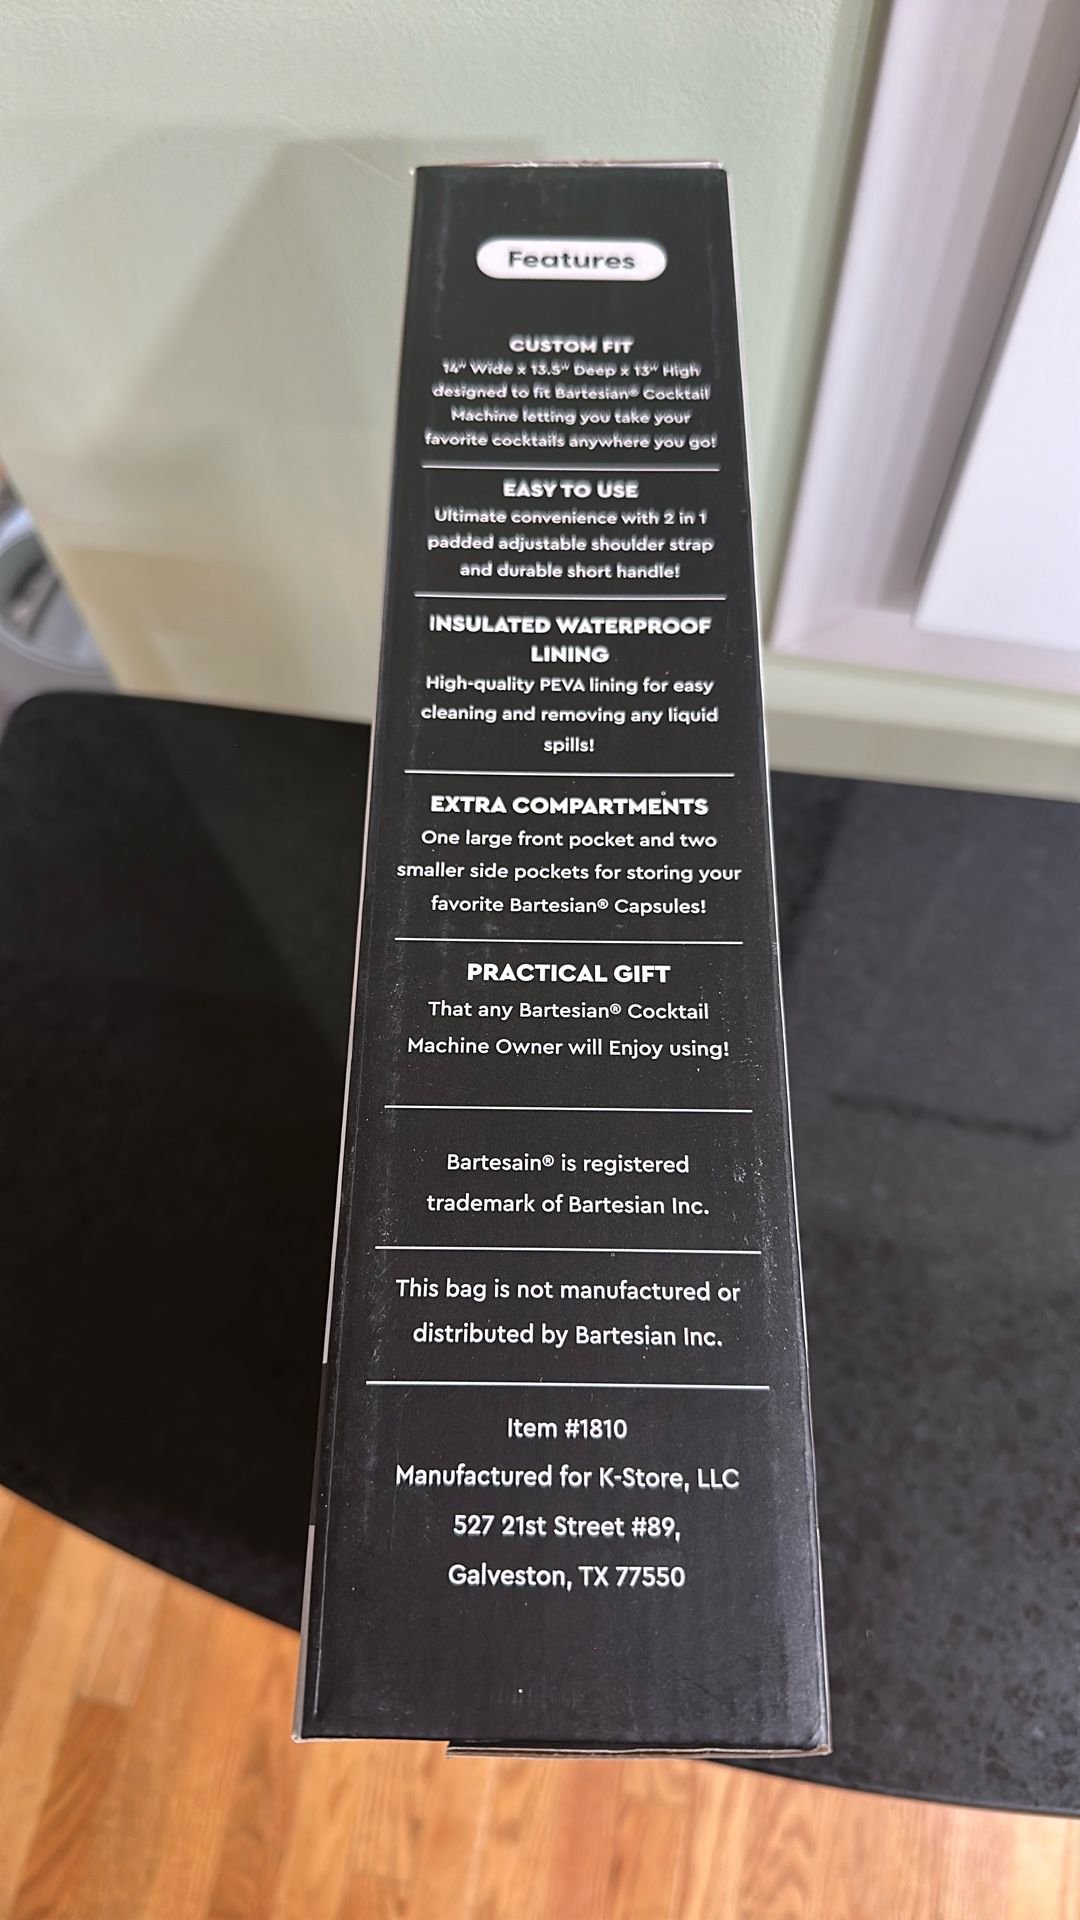 Features
CUSTOM FIT
14" Wide x 13.5" Deep x 13" High
designed to fit Bartesian® Cocktail
Machine letting you take your
favorite cocktails anywhere you go!
EASY TO USE
Ultimate convenience with 2 in 1
padded adjustable shoulder strap
and durable short handle!
INSULATED WATERPROOF
LINING
High-quality PEVA lining for easy
cleaning and removing any liquid
spills!
EXTRA COMPARTMENTS
One large front pocket and two
smaller side pockets for storing your
favorite Bartesian® Capsules!
PRACTICAL GIFT
That any Bartesian® Cocktail
Machine Owner will Enjoy using!
Bartesain® is registered
trademark of Bartesian Inc.
This bag is not manufactured or
distributed by Bartesian Inc.
Item #1810
Manufactured for K-Store, LLC
527 21st Street #89,
Galveston, TX 77550